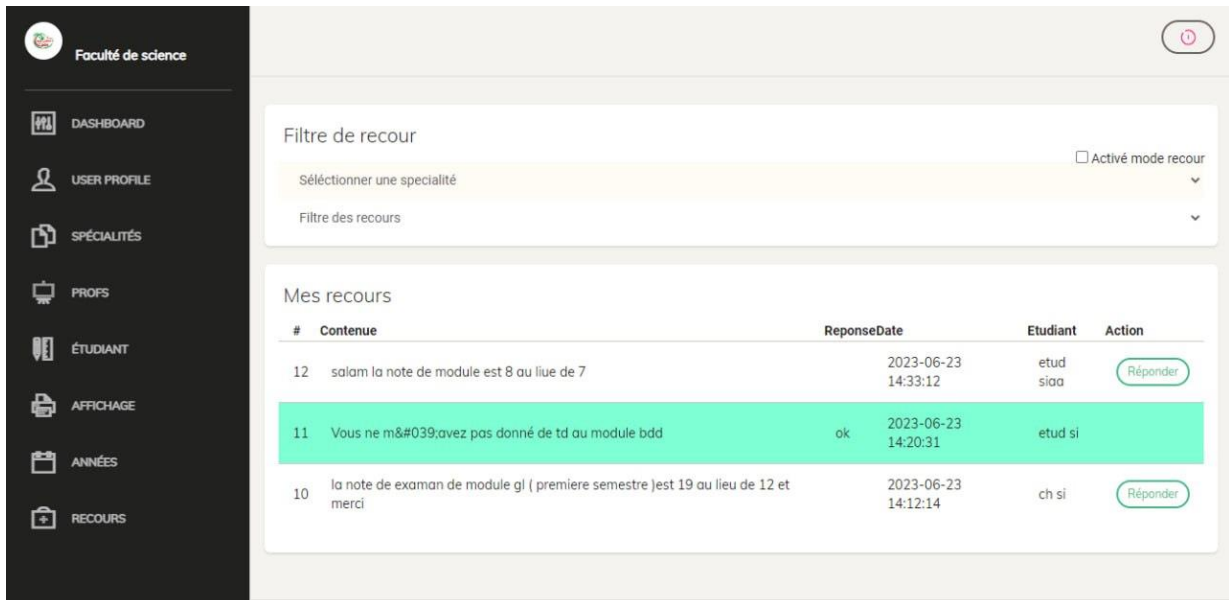 Faculté de science
DASHBOARD
USER PROFILE
SPÉCIALITÉS
PROFS
ÉTUDIANT
AFFICHAGE
ANNÉES
RECOURS
Filtre de recour
Activé mode recour
Séléctionner une specialité
Filtre des recours
Mes recours
# Contenue ReponseDate Etudiant Action
12 salam la note de module est 8 au liue de 7 2023-06-23 14:33:12 etud siaa Réponder
11 Vous ne m&#039;avez pas donné de td au module bdd ok 2023-06-23 14:20:31 etud si
10 la note de examan de module gl ( premiere semestre )est 19 au lieu de 12 et
merci 2023-06-23 14:12:14 ch si Réponder